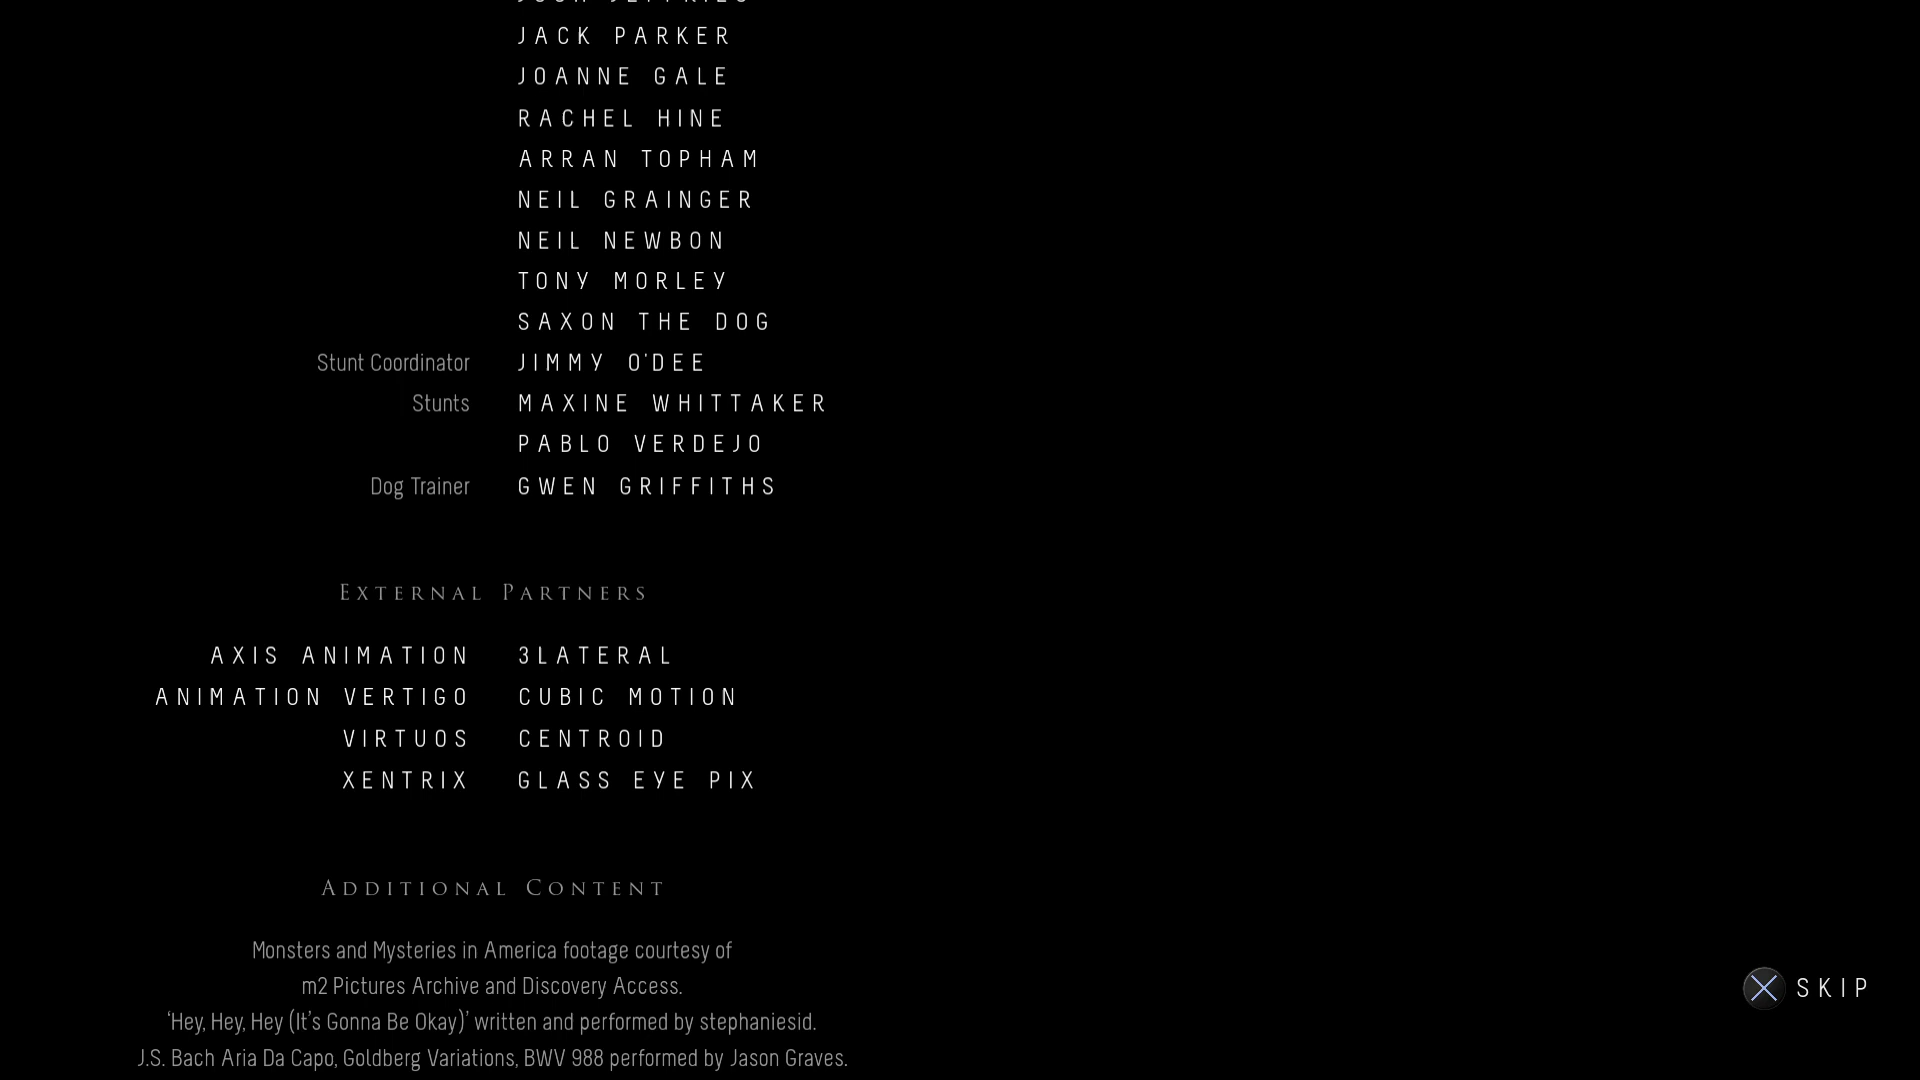 JACK PARKER
JOANNE GALE
RACHEL HINE
ARRAN TOPHAM
NEIL GRAINGER
NEIL NEWBON
TONY MORLEY
SAXON THE DOG
Stunt Coordinator JIMMY O'DEE
Stunts MAXINE WHITTAKER
PABLO VERDEJO
Dog Trainer GWEN GRIFFITHS
EXTERNAL PARTNERS
AXIS ANIMATION 3LATERAL
ANIMATION VERTIGO CUBIC MOTION
VIRTUOS CENTROID
XENTRIX GLASS EYE PIX
ADDITIONAL CONTENT
Monsters and Mysteries in America footage courtesy of
m2 Pictures Archive and Discovery Access.
‘Hey, Hey, Hey (It’s Gonna Be Okay)’ written and performed by stephaniesid.
J.S. Bach Aria Da Capo, Goldberg Variations, BWV 988 performed by Jason Graves.
SKIP